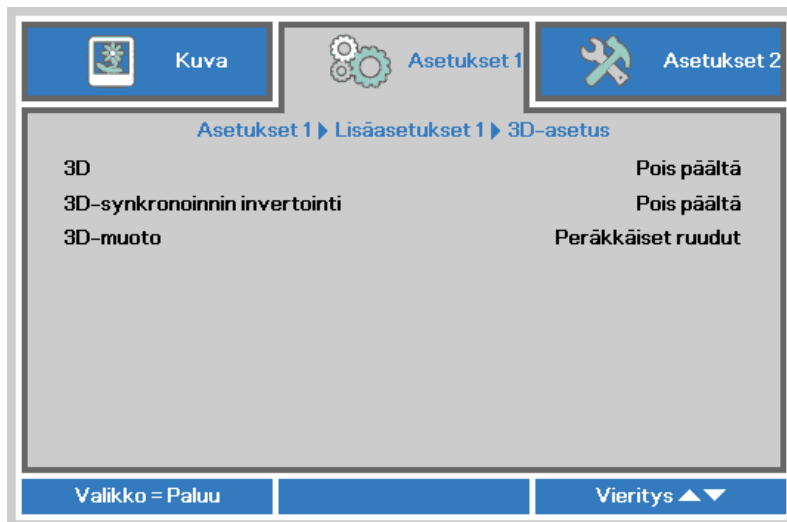 Kuva
Asetukset 1
Asetukset 2
Asetukset 1 ▶ Lisäasetukset 1 ▶ 3D-asetus
3D Pois päältä
3D-synkronoinnin invertointi Pois päältä
3D-muoto Peräkkäiset ruudut
Valikko = Paluu
Vieritys ▲▼